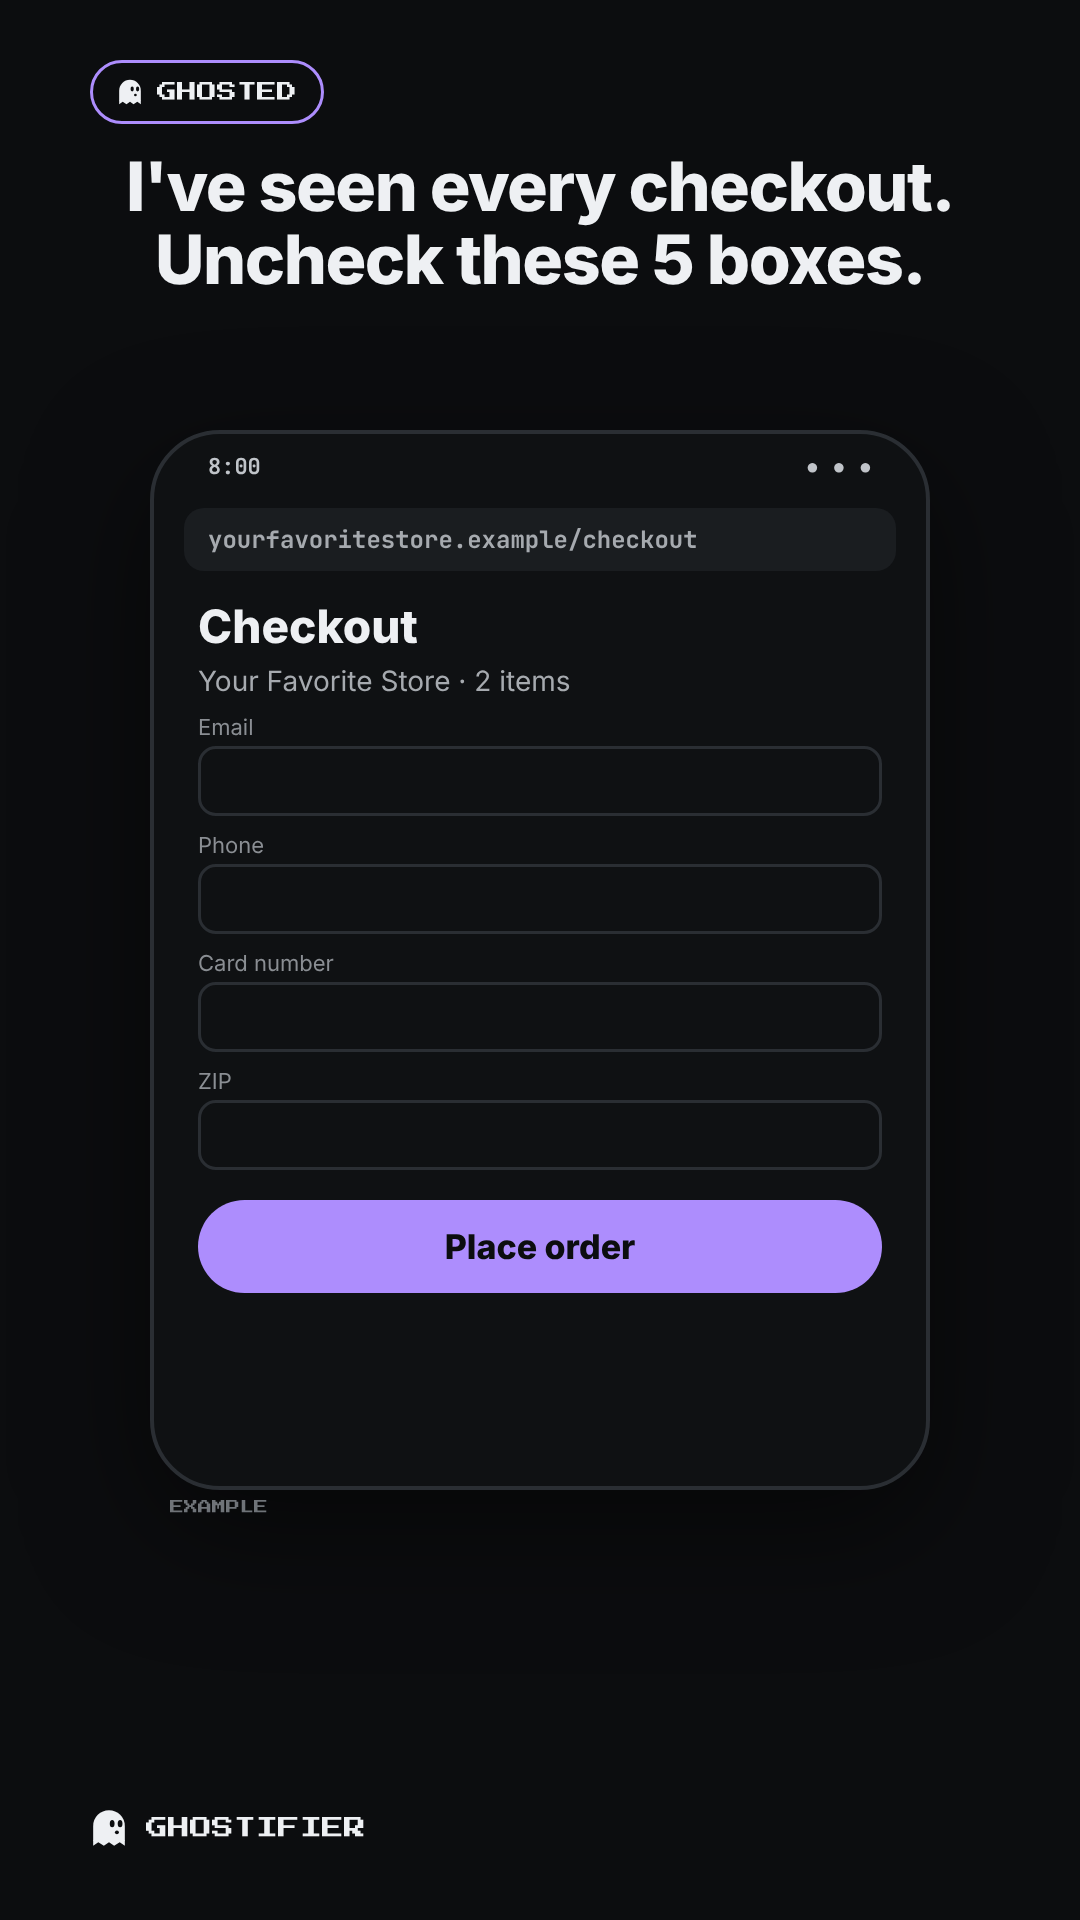 GHOSTED
I've seen every checkout.
Uncheck these 5 boxes.
8:00
yourfavoritestore.example/checkout
Checkout
Your Favorite Store · 2 items
Email
Phone
Card number
ZIP
Place order
EXAMPLE
GHOSTIFIER